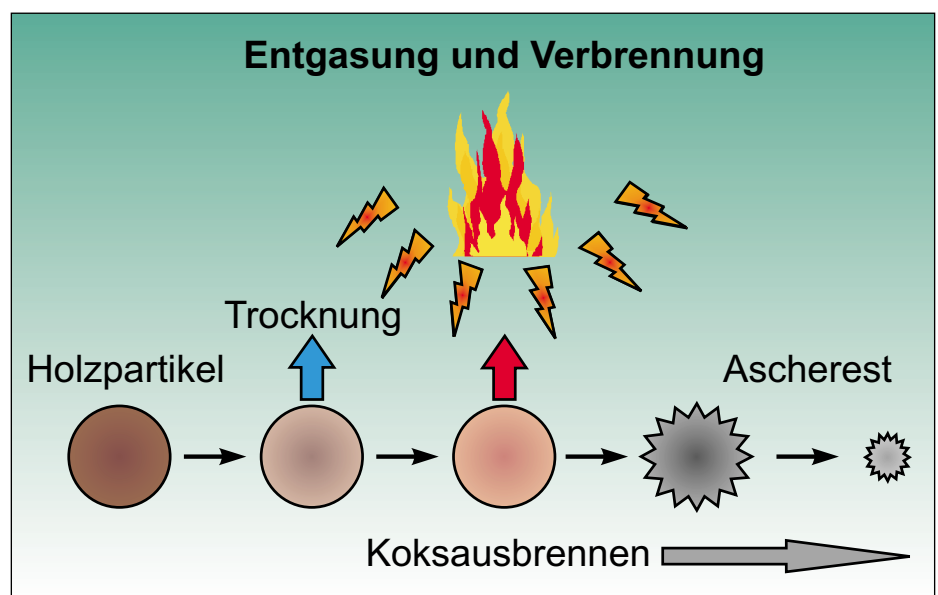 Entgasung und Verbrennung
Trocknung
Holzpartikel
Ascherest
Koksausbrennen